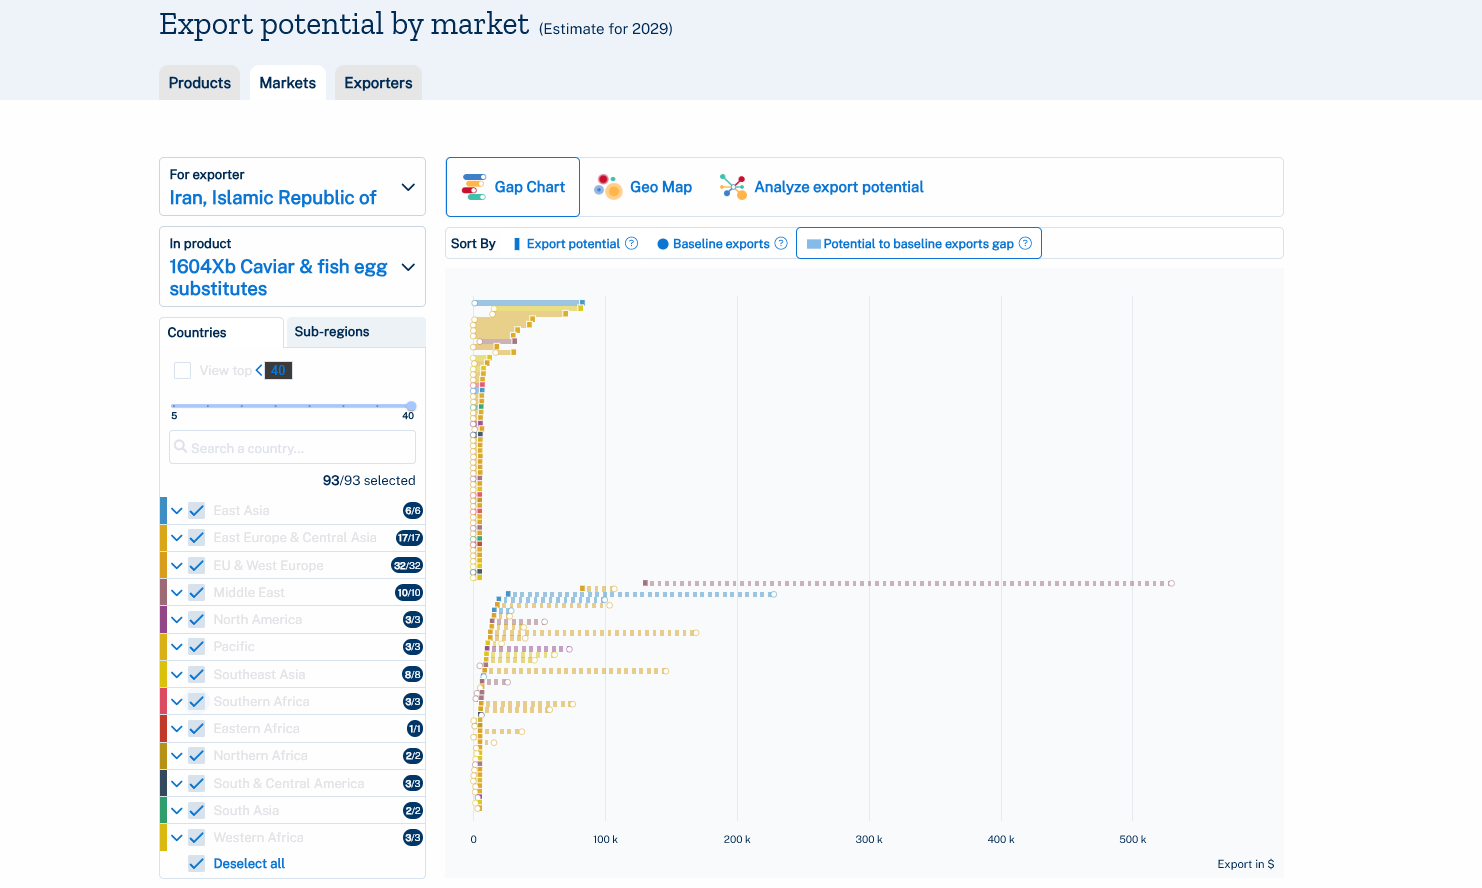 Export potential by market (Estimate for 2029)
Products Markets Exporters
For exporter
Iran, Islamic Republic of
In product
1604Xb Caviar & fish egg
substitutes
Countries Sub-regions
View top 40
5 40
Search a country...
93/93 selected
East Asia 6/6
East Europe & Central Asia 17/17
EU & West Europe 32/32
Middle East 10/10
North America 3/3
Pacific 3/3
Southeast Asia 8/8
Southern Africa 3/3
Eastern Africa 1/1
Northern Africa 2/2
South & Central America 3/3
South Asia 2/2
Western Africa 3/3
Deselect all
Gap Chart Geo Map Analyze export potential
Sort By Export potential ? Baseline exports ? Potential to baseline exports gap ?
0 100 k 200 k 300 k 400 k 500 k
Export in $